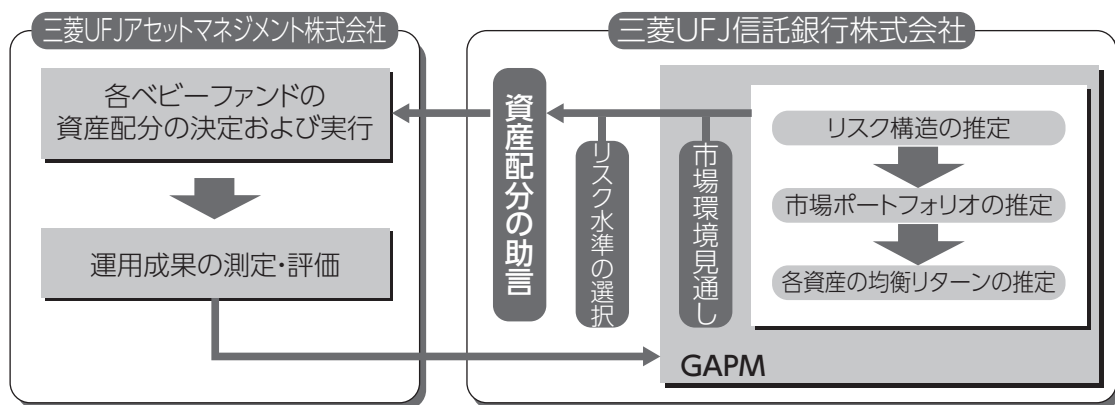 三菱UFJアセットマネジメント株式会社
各ベビーファンドの
資産配分の決定および実行
運用成果の測定・評価
三菱UFJ信託銀行株式会社
資産配分の助言
リスク水準の選択
市場環境見通し
リスク構造の推定
市場ポートフォリオの推定
各資産の均衡リターンの推定
GAPM